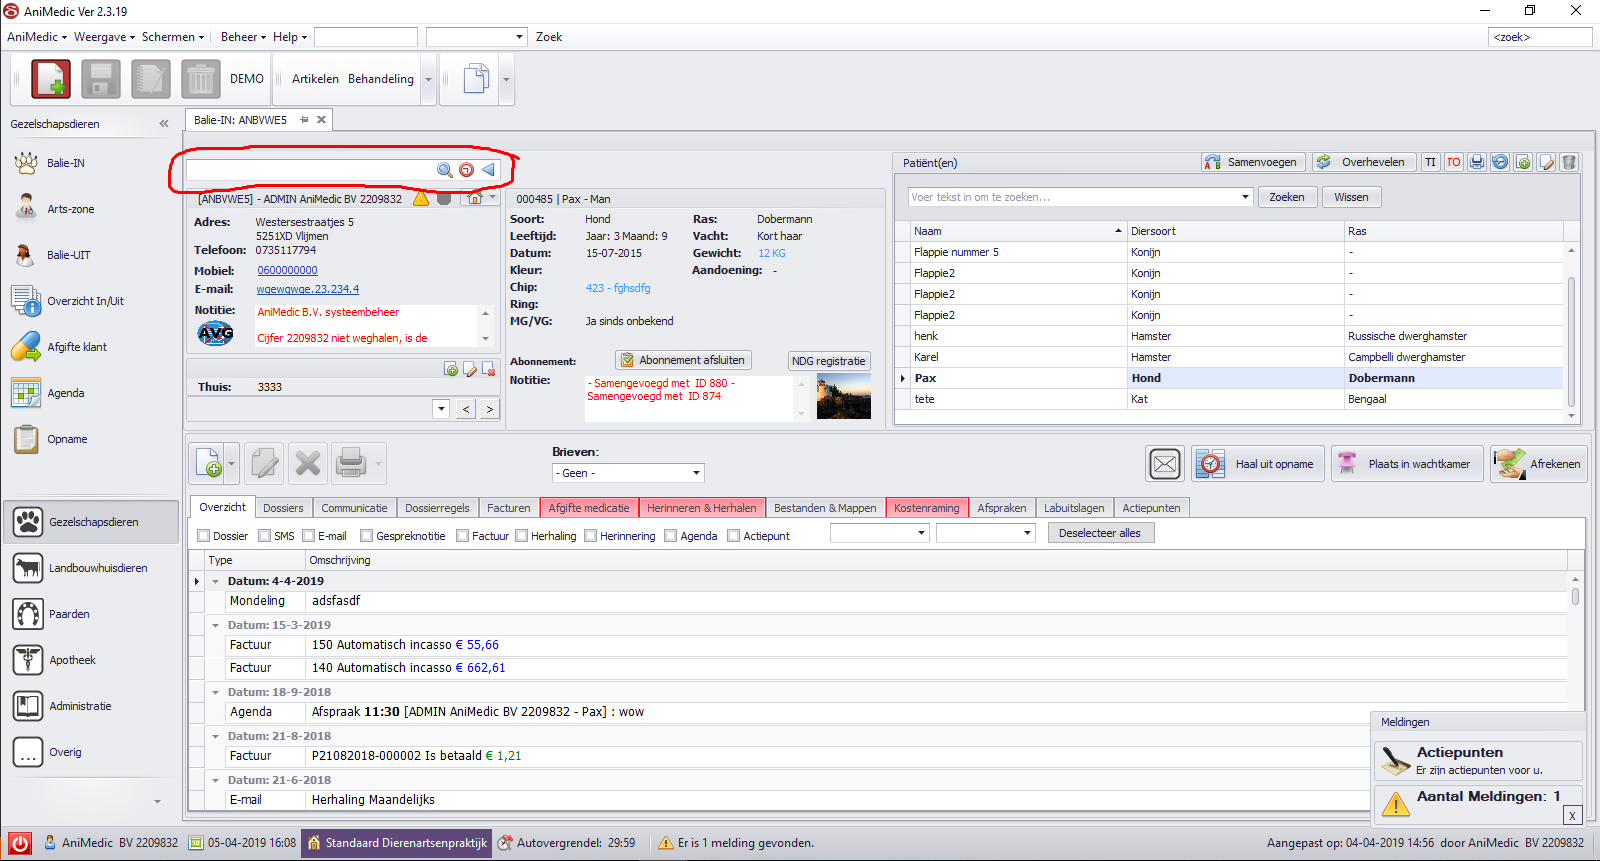 AniMedic Ver 2.3.19
AniMedic Weergave Schermen Beheer Help Zoek <zoek>
DEMO Artikelen Behandeling
Gezelschapsdieren
Balie-IN
Arts-zone
Balie-UIT
Overzicht In/Uit
Afgifte klant
Agenda
Opname
Gezelschapsdieren
Landbouwhuisdieren
Paarden
Apotheek
Administratie
Overig
Balie-IN: ANBVWE5
[ANBVWE5] - ADMIN AniMedic BV 2209832
Adres: Westersestraatjes 5
5251XD Vlijmen
Telefoon: 0735117794
Mobiel: 0600000000
E-mail: wqewqwqe.23.234.4
Notitie: AniMedic B.V. systeembeheer
Cijfer 2209832 niet weghalen, is de
AVG
Thuis: 3333
< >
000485 | Pax - Man
Soort: Hond Ras: Dobermann
Leeftijd: Jaar: 3 Maand: 9 Vacht: Kort haar
Datum: 15-07-2015 Gewicht: 12 KG
Kleur: Aandoening: -
Chip: 423 - fghsdfg
Ring:
MG/VG: Ja sinds onbekend
Abonnement: Abonnement afsluiten NDG registratie
Notitie: - Samengevoegd met ID 880 -
Samengevoegd met ID 874
Patiënt(en) A B Samenvoegen Overhevelen TI TO
Voer tekst in om te zoeken... Zoeken Wissen
Naam Diersoort Ras
Flappie nummer 5 Konijn -
Flappie2 Konijn -
Flappie2 Konijn -
Flappie2 Konijn -
henk Hamster Russische dwerghamster
Karel Hamster Campbelli dwerghamster
Pax Hond Dobermann
tete Kat Bengaal
Brieven:
- Geen -
Haal uit opname Plaats in wachtkamer Afrekenen
Overzicht Dossiers Communicatie Dossierregels Facturen Afgifte medicatie Herinneren & Herhalen Bestanden & Mappen Kostenraming Afspraken Labuitslagen Actiepunten
Dossier SMS E-mail Gespreknotitie Factuur Herhaling Herinnering Agenda Actiepunt Deselecteer alles
Type Omschrijving
Datum: 4-4-2019
Mondeling adsfasdf
Datum: 15-3-2019
Factuur 150 Automatisch incasso € 55,66
Factuur 140 Automatisch incasso € 662,61
Datum: 18-9-2018
Agenda Afspraak 11:30 [ADMIN AniMedic BV 2209832 - Pax] : wow
Datum: 21-8-2018
Factuur P21082018-000002 Is betaald € 1,21
Datum: 21-6-2018
E-mail Herhaling Maandelijks
Meldingen
Actiepunten
Er zijn actiepunten voor u.
Aantal Meldingen: 1
X
AniMedic BV 2209832 05-04-2019 16:08 Standaard Dierenartsenpraktijk Autovergrendel: 29:59 Er is 1 melding gevonden. Aangepast op: 04-04-2019 14:56 door AniMedic BV 2209832